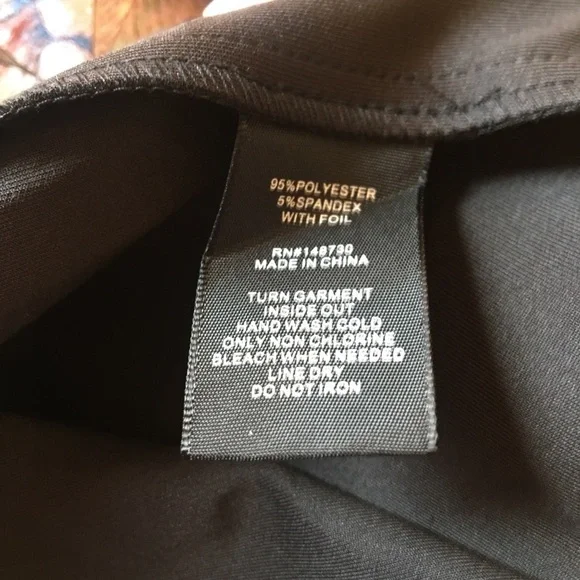 95%POLYESTER
5%SPANDEX
WITH FOIL
RN#148730
MADE IN CHINA
TURN GARMENT
INSIDE OUT
HAND WASH COLD
ONLY NON CHLORINE
BLEACH WHEN NEEDED
LINE DRY
DO NOT IRON